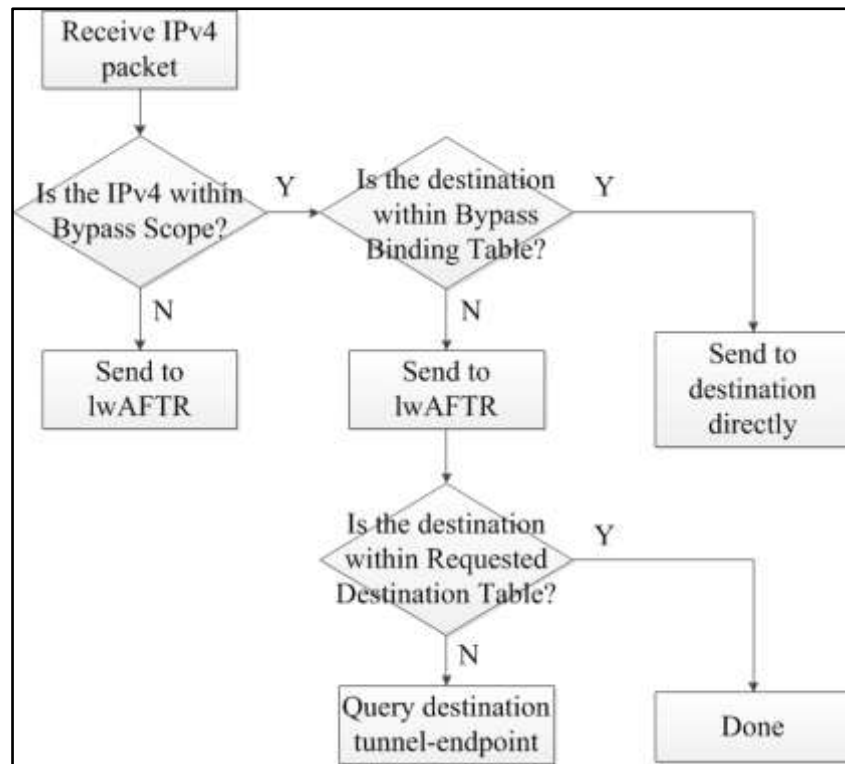 Receive IPv4
packet
Is the IPv4 within
Bypass Scope?
Y
Is the destination
within Bypass
Binding Table?
Y
N
N
Send to
lwAFTR
Send to
lwAFTR
Send to
destination
directly
Is the destination
within Requested
Destination Table?
Y
N
Query destination
tunnel-endpoint
Done